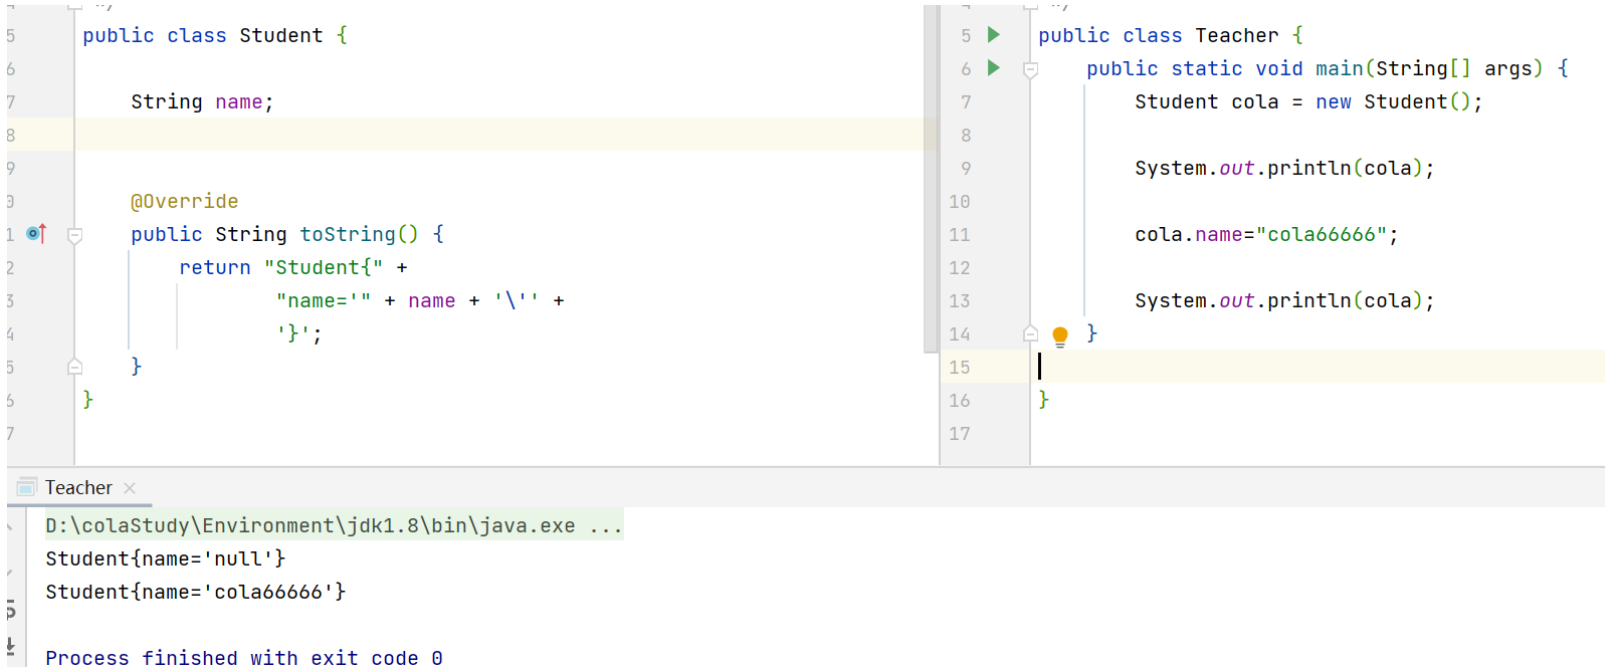 */
5 public class Student {
6
7 String name;
8
9
0 @Override
1 public String toString() {
2 return "Student{" +
3 "name='" + name + '\'' +
4 '}';
5 }
6 }
7
*/
5 public class Teacher {
6 public static void main(String[] args) {
7 Student cola = new Student();
8
9 System.out.println(cola);
10
11 cola.name="cola66666";
12
13 System.out.println(cola);
14 }
15
16 }
17
Teacher
D:\colaStudy\Environment\jdk1.8\bin\java.exe ...
Student{name='null'}
Student{name='cola66666'}
Process finished with exit code 0